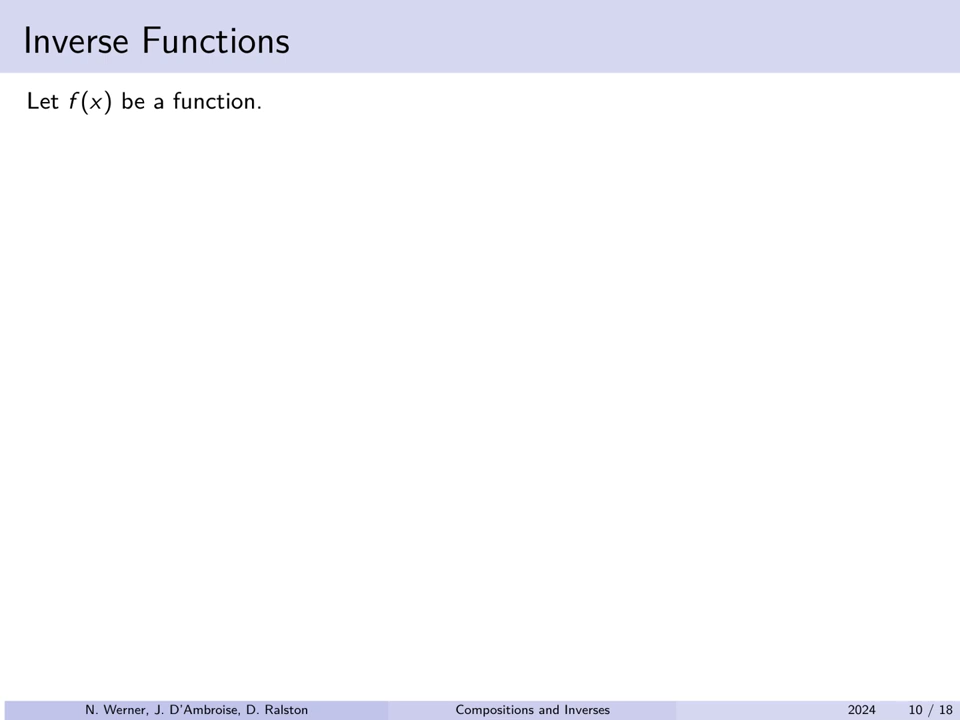 Inverse Functions
Let f(x) be a function.
N. Werner, J. D'Ambroise, D. Ralston Compositions and Inverses 2024 10 / 18